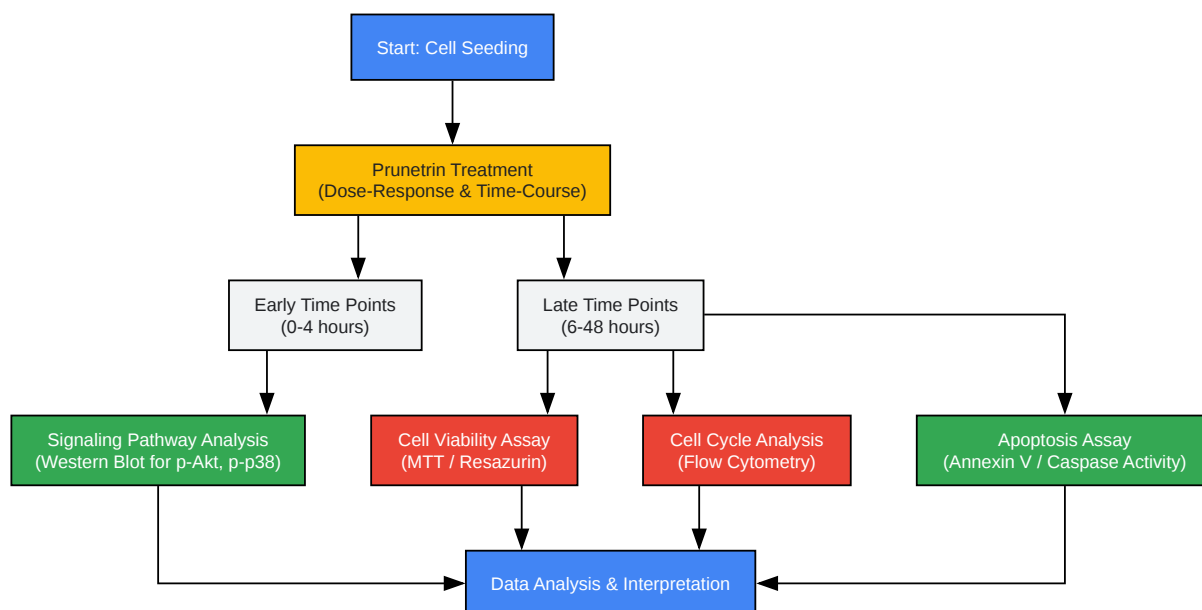 Start: Cell Seeding
Prunetrin Treatment
(Dose-Response & Time-Course)
Early Time Points
(0-4 hours)
Late Time Points
(6-48 hours)
Signaling Pathway Analysis
(Western Blot for p-Akt, p-p38)
Cell Viability Assay
(MTT / Resazurin)
Cell Cycle Analysis
(Flow Cytometry)
Apoptosis Assay
(Annexin V / Caspase Activity)
Data Analysis & Interpretation